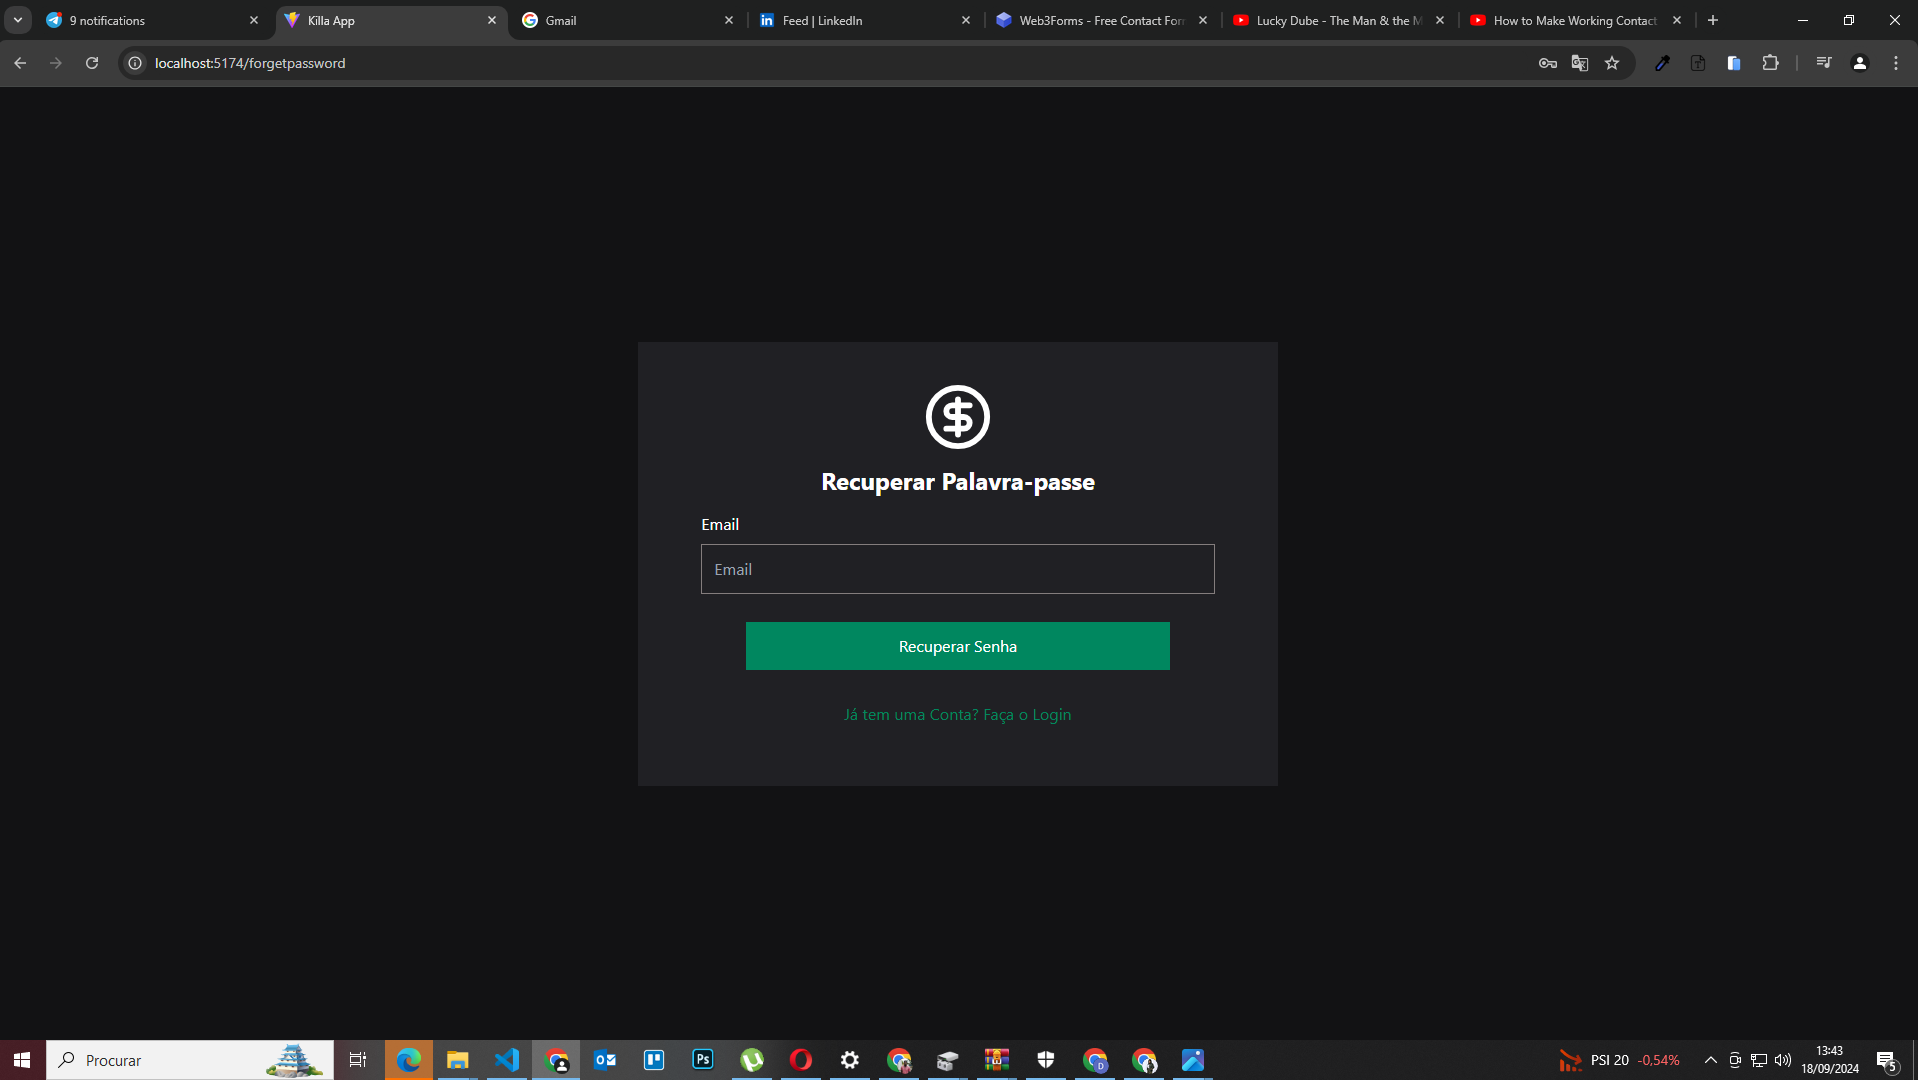 9 notifications
Killa App
Gmail
Feed | LinkedIn
Web3Forms - Free Contact Forr
Lucky Dube - The Man & the M
How to Make Working Contact
localhost:5174/forgetpassword
Recuperar Palavra-passe
Email
Email
Recuperar Senha
Já tem uma Conta? Faça o Login
Procurar
Ps
D
PSI 20 -0,54%
13:43
18/09/2024
5